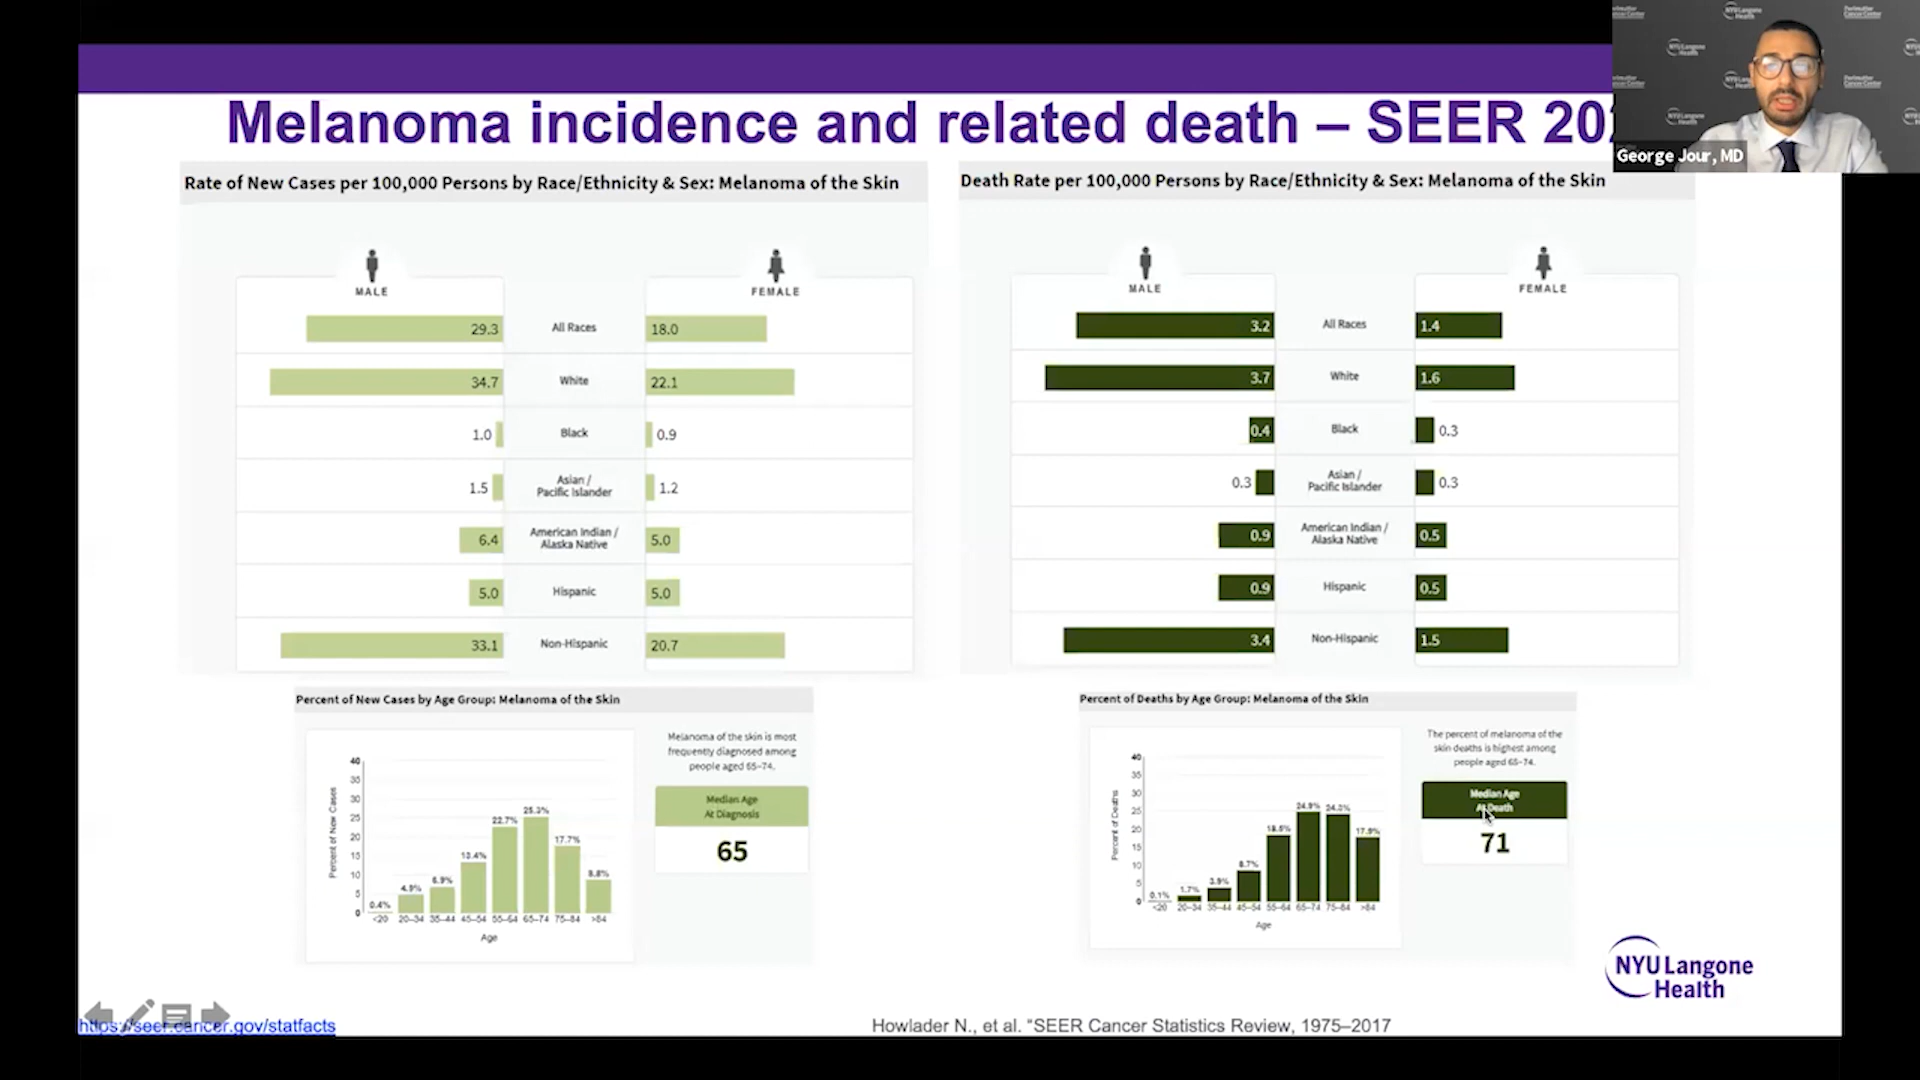 Melanoma incidence and related death – SEER 20
George Jour, MD
NYU Langone
Health
Perlmutter
Cancer Center
Rate of New Cases per 100,000 Persons by Race/Ethnicity & Sex: Melanoma of the Skin
MALE
FEMALE
29.3 All Races 18.0
34.7 White 22.1
1.0 Black 0.9
1.5 Asian / Pacific Islander 1.2
6.4 American Indian / Alaska Native 5.0
5.0 Hispanic 5.0
33.1 Non-Hispanic 20.7
Death Rate per 100,000 Persons by Race/Ethnicity & Sex: Melanoma of the Skin
MALE
FEMALE
3.2 All Races 1.4
3.7 White 1.6
0.4 Black 0.3
0.3 Asian / Pacific Islander 0.3
0.9 American Indian / Alaska Native 0.5
0.9 Hispanic 0.5
3.4 Non-Hispanic 1.5
Percent of New Cases by Age Group: Melanoma of the Skin
Percent of New Cases
40
35
30
25
20
15
10
5
0
0.4% 4.9% 6.9% 13.4% 22.7% 25.3% 17.7% 8.8%
<20 20–34 35–44 45–54 55–64 65–74 75–84 >84
Age
Melanoma of the skin is most
frequently diagnosed among
people aged 65–74.
Median Age
At Diagnosis
65
Percent of Deaths by Age Group: Melanoma of the Skin
Percent of Deaths
40
35
30
25
20
15
10
5
0
0.1% 1.7% 3.9% 8.7% 18.5% 24.9% 24.3% 17.9%
<20 20–34 35–44 45–54 55–64 65–74 75–84 >84
Age
The percent of melanoma of the
skin deaths is highest among
people aged 65–74.
Median Age
At Death
71
NYU Langone
Health
https://seer.cancer.gov/statfacts
Howlader N., et al. “SEER Cancer Statistics Review, 1975–2017